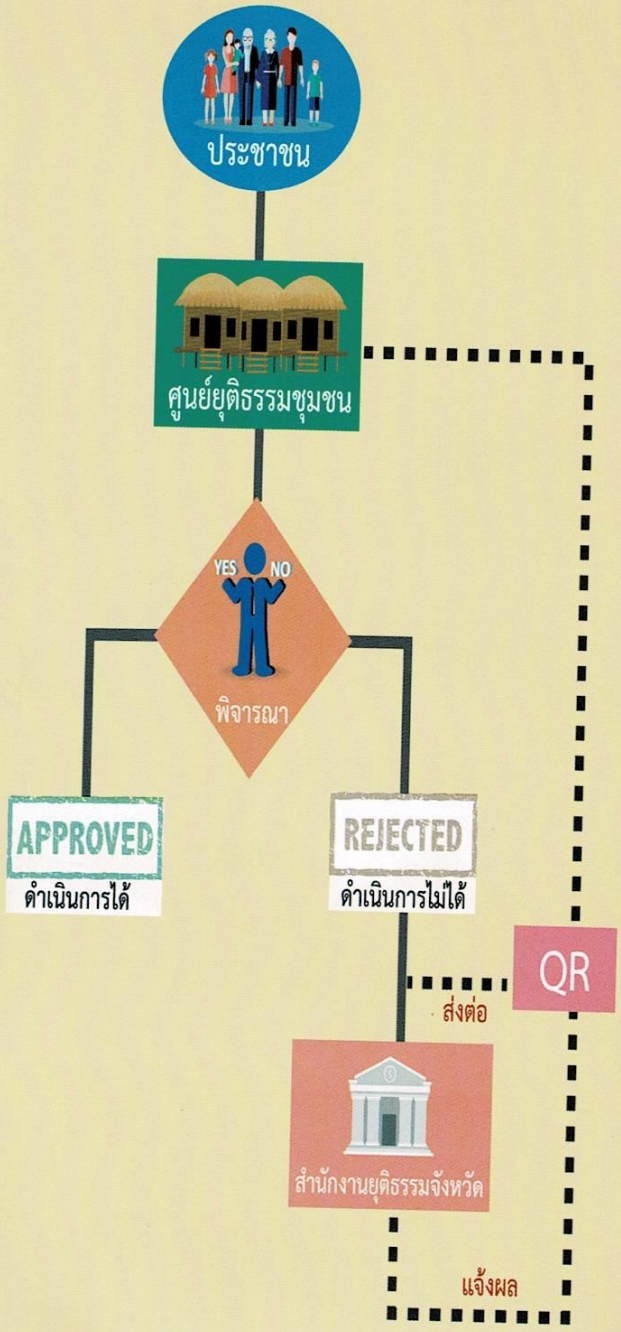 ประชาชน
ศูนย์ยุติธรรมชุมชน
YES NO
พิจารณา
APPROVED
ดำเนินการได้
REJECTED
ดำเนินการไม่ได้
QR
ส่งต่อ
สำนักงานยุติธรรมจังหวัด
แจ้งผล